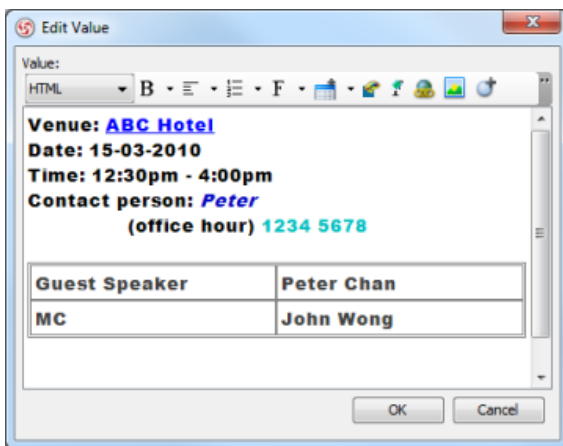 Edit Value
Value:
HTML B F
Venue: ABC Hotel
Date: 15-03-2010
Time: 12:30pm - 4:00pm
Contact person: Peter
(office hour) 1234 5678
Guest Speaker Peter Chan
MC John Wong
OK Cancel